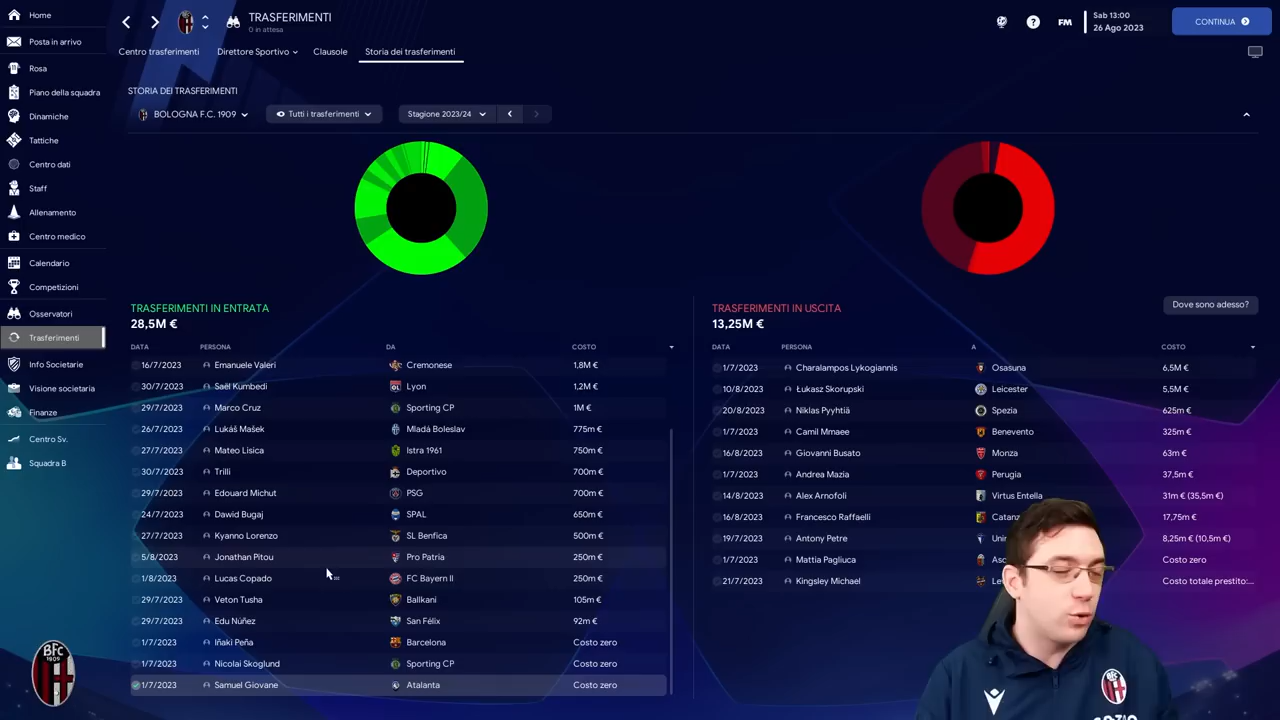 Home
Posta in arrivo
Rosa
Piano della squadra
Dinamiche
Tattiche
Centro dati
Staff
Allenamento
Centro medico
Calendario
Competizioni
Osservatori
Trasferimenti
Info Societarie
Visione societaria
Finanze
Centro Sv.
Squadra B
TRASFERIMENTI
0 in attesa
FM
Sab 13:00
26 Ago 2023
CONTINUA
Centro trasferimenti Direttore Sportivo Clausole Storia dei trasferimenti
STORIA DEI TRASFERIMENTI
BOLOGNA F.C. 1909 Tutti i trasferimenti Stagione 2023/24
TRASFERIMENTI IN ENTRATA
28,5M €
DATA PERSONA DA COSTO
16/7/2023 Emanuele Valeri Cremonese 1,8M €
30/7/2023 Saël Kumbedi Lyon 1,2M €
29/7/2023 Marco Cruz Sporting CP 1M €
26/7/2023 Lukáš Mašek Mladá Boleslav 775m €
27/7/2023 Mateo Lisica Istra 1961 750m €
30/7/2023 Trilli Deportivo 700m €
29/7/2023 Edouard Michut PSG 700m €
24/7/2023 Dawid Bugaj SPAL 650m €
27/7/2023 Kyanno Lorenzo SL Benfica 500m €
5/8/2023 Jonathan Pitou Pro Patria 250m €
1/8/2023 Lucas Copado FC Bayern II 250m €
29/7/2023 Veton Tusha Ballkani 105m €
29/7/2023 Edu Núñez San Félix 92m €
1/7/2023 Iñaki Peña Barcelona Costo zero
1/7/2023 Nicolai Skoglund Sporting CP Costo zero
1/7/2023 Samuel Giovane Atalanta Costo zero
TRASFERIMENTI IN USCITA
13,25M €
Dove sono adesso?
DATA PERSONA A COSTO
1/7/2023 Charalampos Lykogiannis Osasuna 6,5M €
10/8/2023 Łukasz Skorupski Leicester 5,5M €
20/8/2023 Niklas Pyyhtiä Spezia 625m €
1/7/2023 Camil Mmaee Benevento 325m €
16/8/2023 Giovanni Busato Monza 63m €
1/7/2023 Andrea Mazia Perugia 37,5m €
14/8/2023 Alex Arnofoli Virtus Entella 31m € (35,5m €)
16/8/2023 Francesco Raffaelli Catanz 17,75m €
19/7/2023 Antony Petre Uni 8,25m € (10,5m €)
1/7/2023 Mattia Pagliuca Asc Costo zero
21/7/2023 Kingsley Michael Le Costo totale prestito:...
BFC
1909